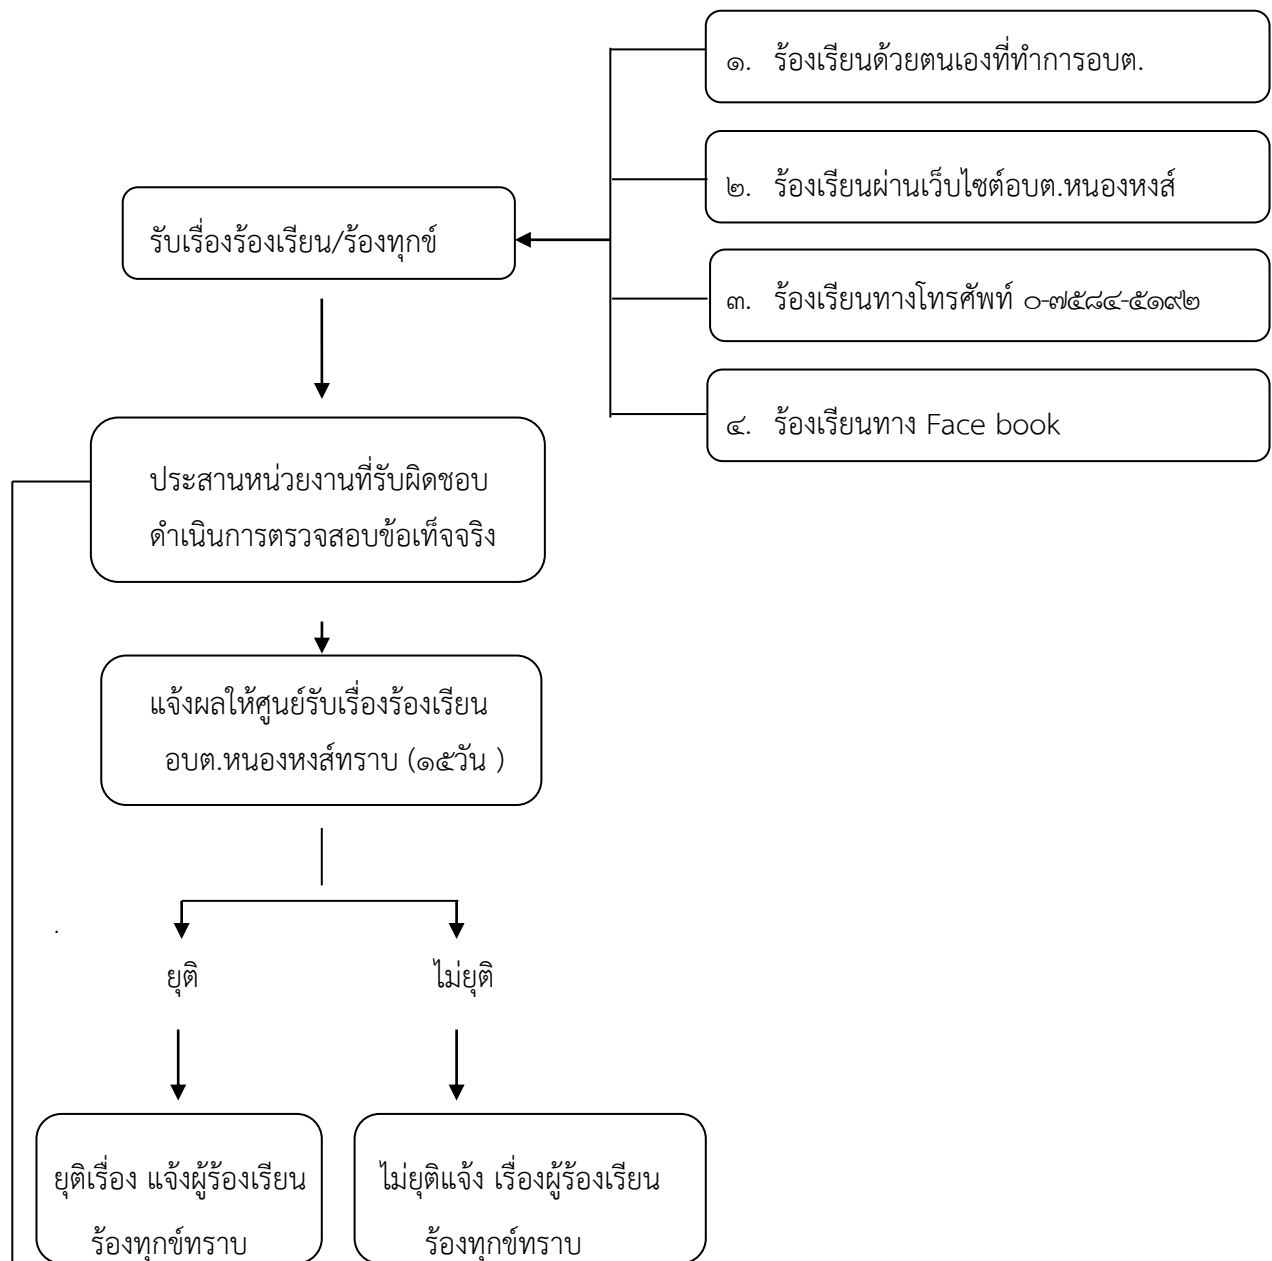 ๑. ร้องเรียนด้วยตนเองที่ทำการอบต.
๒. ร้องเรียนผ่านเว็บไซต์อบต.หนองหงส์
รับเรื่องร้องเรียน/ร้องทุกข์
๓. ร้องเรียนทางโทรศัพท์ ๐-๗๕๘๔-๕๑๙๒
๔. ร้องเรียนทาง Face book
ประสานหน่วยงานที่รับผิดชอบ
ดำเนินการตรวจสอบข้อเท็จจริง
แจ้งผลให้ศูนย์รับเรื่องร้องเรียน
อบต.หนองหงส์ทราบ (๑๕วัน )
.
ยุติ
ไม่ยุติ
ยุติเรื่อง แจ้งผู้ร้องเรียน
ร้องทุกข์ทราบ
ไม่ยุติแจ้ง เรื่องผู้ร้องเรียน
ร้องทุกข์ทราบ